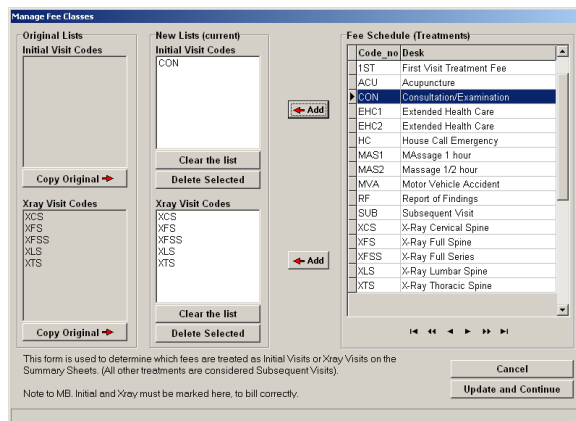 Manage Fee Classes
Original Lists
Initial Visit Codes
Copy Original
Xray Visit Codes
XCS
XFS
XFSS
XLS
XTS
Copy Original
New Lists (current)
Initial Visit Codes
CON
Clear the list
Delete Selected
Xray Visit Codes
XCS
XFS
XFSS
XLS
XTS
Clear the list
Delete Selected
Add
Add
Fee Schedule (Treatments)
Code_no Desk
1ST First Visit Treatment Fee
ACU Acupuncture
CON Consultation/Examination
EHC1 Extended Health Care
EHC2 Extended Health Care
HC House Call Emergency
MAS1 MAssage 1 hour
MAS2 Massage 1/2 hour
MVA Motor Vehicle Accident
RF Report of Findings
SUB Subsequent Visit
XCS X-Ray Cervical Spine
XFS X-Ray Full Spine
XFSS X-Ray Full Series
XLS X-Ray Lumbar Spine
XTS X-Ray Thoracic Spine
This form is used to determine which fees are treated as Initial Visits or Xray Visits on the
Summary Sheets. (All other treatments are considered Subsequent Visits).
Note to MB. Initial and Xray must be marked here, to bill correctly.
Cancel
Update and Continue